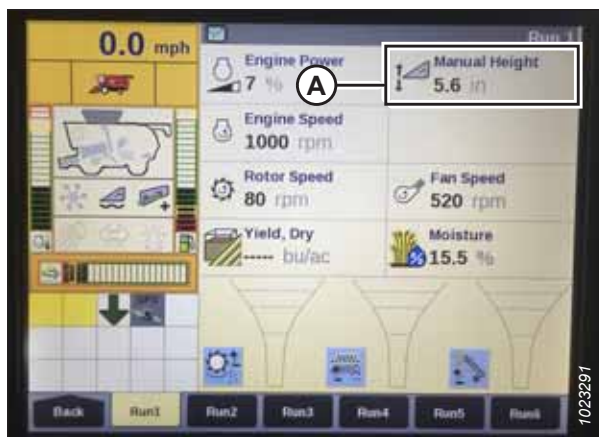 0.0 mph
Run 1
Engine Power
7 %
A
Manual Height
5.6 in
Engine Speed
1000 rpm
Rotor Speed
80 rpm
Fan Speed
520 rpm
Yield, Dry
----- bu/ac
Moisture
15.5 %
Back
Run1
Run2
Run3
Run4
Run5
Run6
1023291